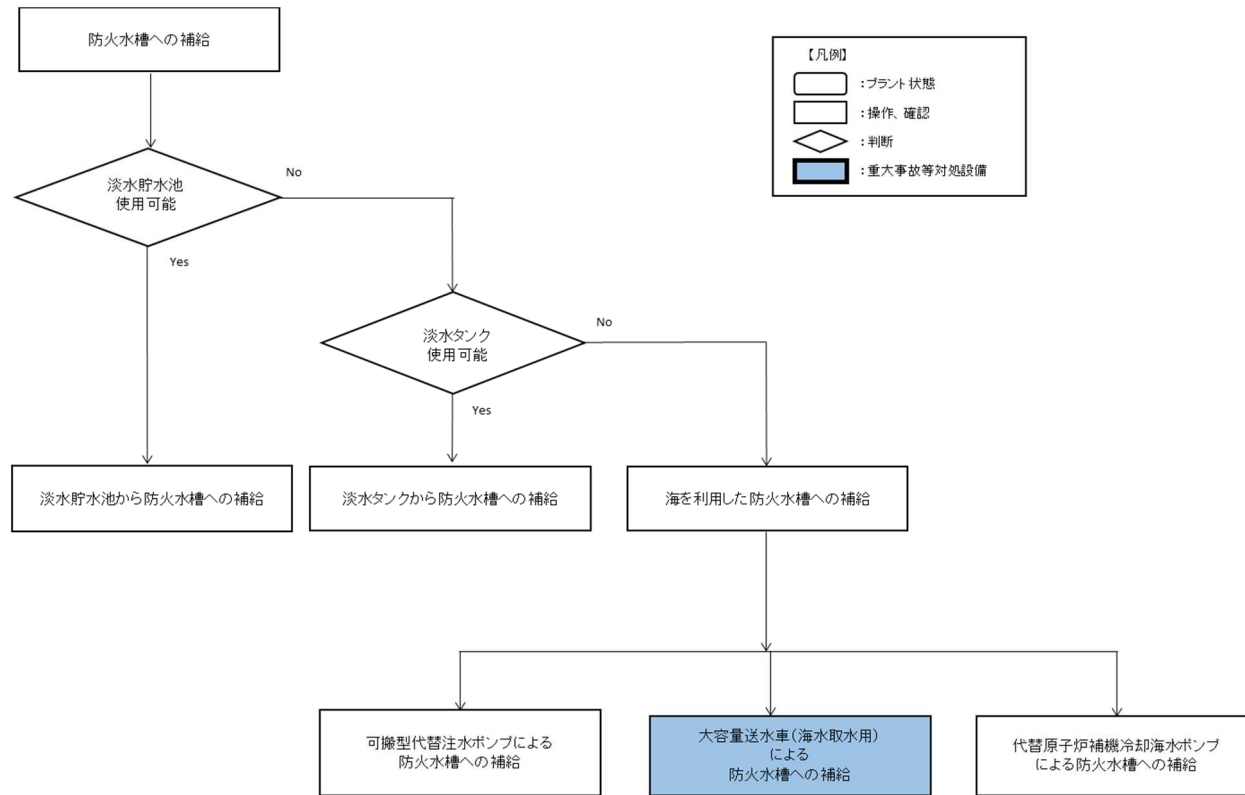 防火水槽への補給
【凡例】
：プラント状態
：操作、確認
：判断
：重大事故等対処設備
淡水貯水池
使用可能
No
Yes
淡水タンク
使用可能
No
Yes
淡水貯水池から防火水槽への補給
淡水タンクから防火水槽への補給
海を利用した防火水槽への補給
可搬型代替注水ポンプによる
防火水槽への補給
大容量送水車(海水取水用)
による
防火水槽への補給
代替原子炉補機冷却海水ポンプ
による防火水槽への補給